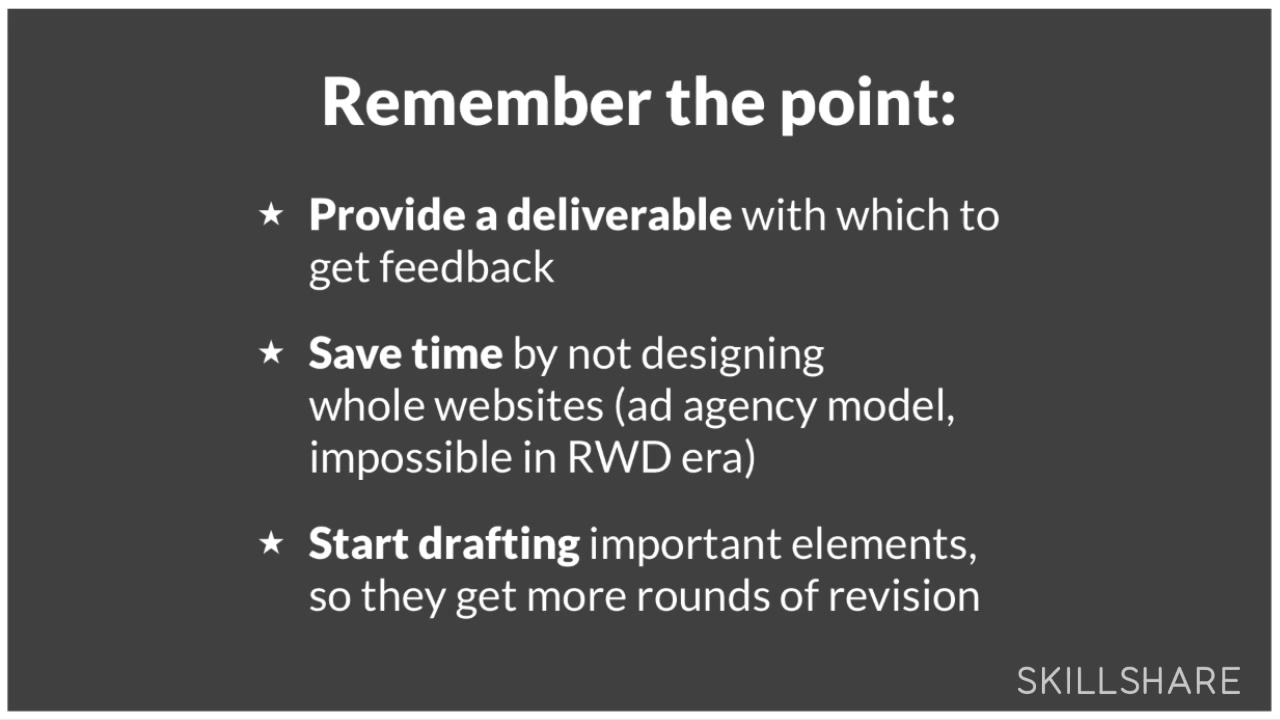 Remember the point:
★ Provide a deliverable with which to
get feedback
★ Save time by not designing
whole websites (ad agency model,
impossible in RWD era)
★ Start drafting important elements,
so they get more rounds of revision
SKILLSHARE